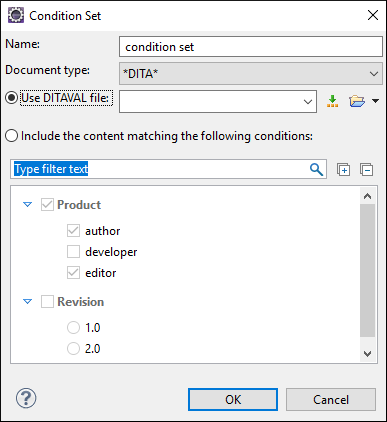 Condition Set
Name: condition set
Document type: *DITA*
Use DITAVAL file:
Include the content matching the following conditions:
Type filter text
Product
author
developer
editor
Revision
1.0
2.0
? OK Cancel